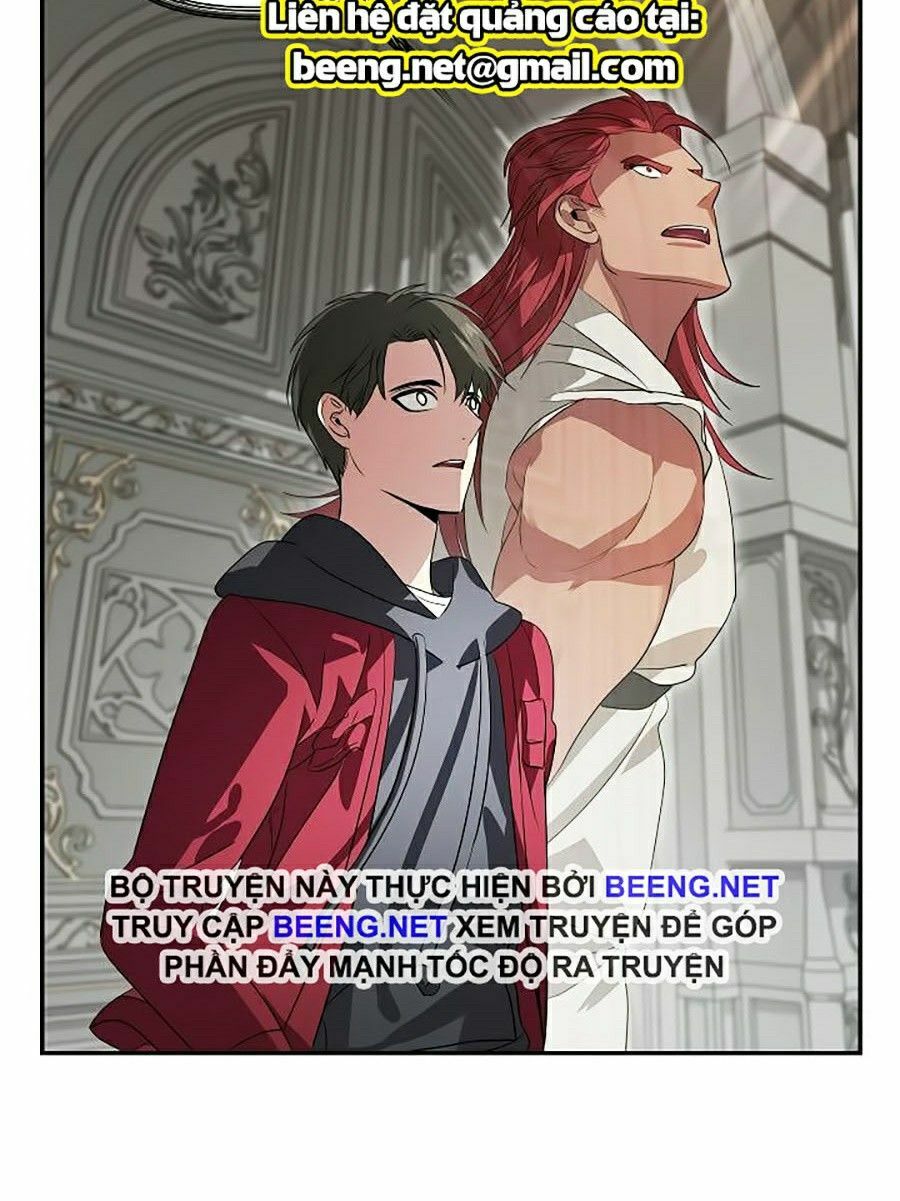 Liên hệ đặt quảng cáo tại:
beeng.net@gmail.com
BỘ TRUYỆN NÀY THỰC HIỆN BỞI BEENG.NET
TRUY CẬP BEENG.NET XEM TRUYỆN ĐỂ GÓP
PHẦN ĐẨY MẠNH TỐC ĐỘ RA TRUYỆN